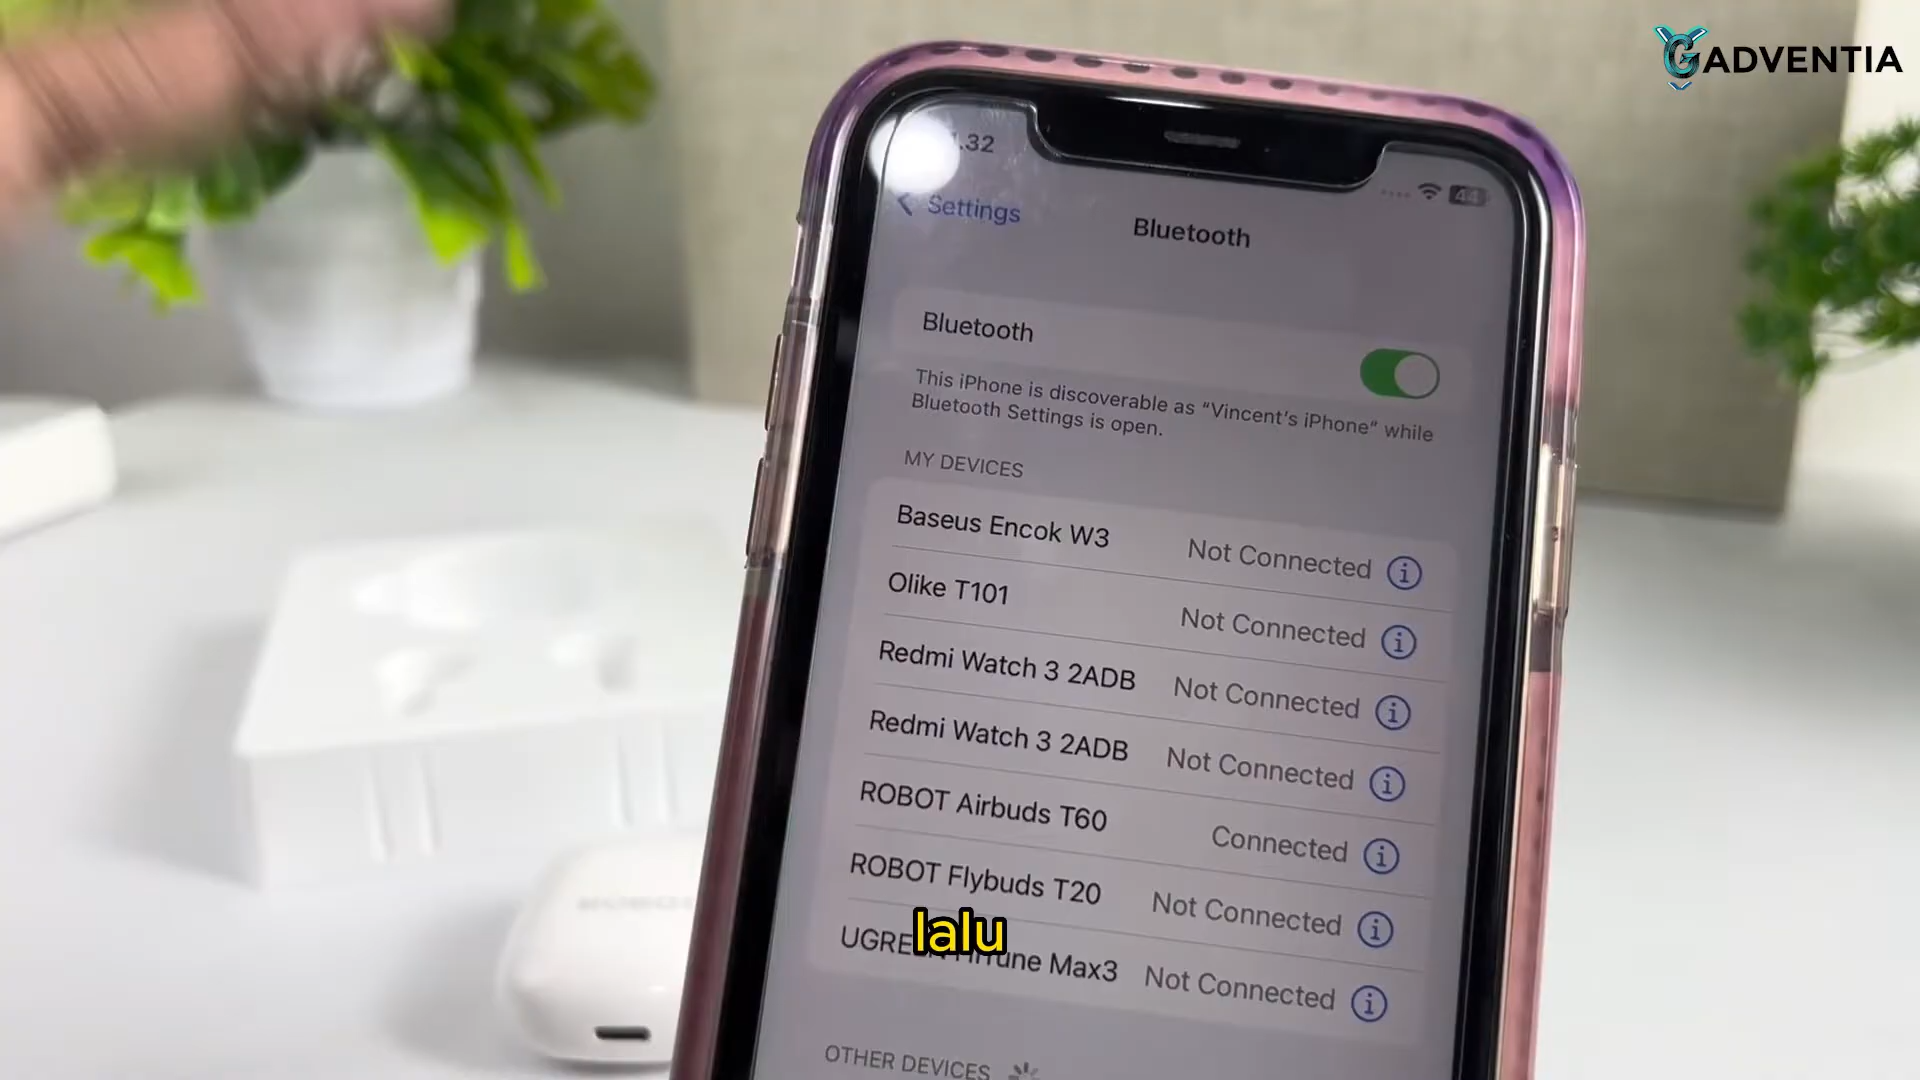 GADVENTIA
.32
44
Settings
Bluetooth
Bluetooth
This iPhone is discoverable as “Vincent’s iPhone” while
Bluetooth Settings is open.
MY DEVICES
Baseus Encok W3 Not Connected
Olike T101 Not Connected
Redmi Watch 3 2ADB Not Connected
Redmi Watch 3 2ADB Not Connected
ROBOT Airbuds T60 Connected
ROBOT Flybuds T20 Not Connected
lalu
Max3 Not Connected
OTHER DEVICES